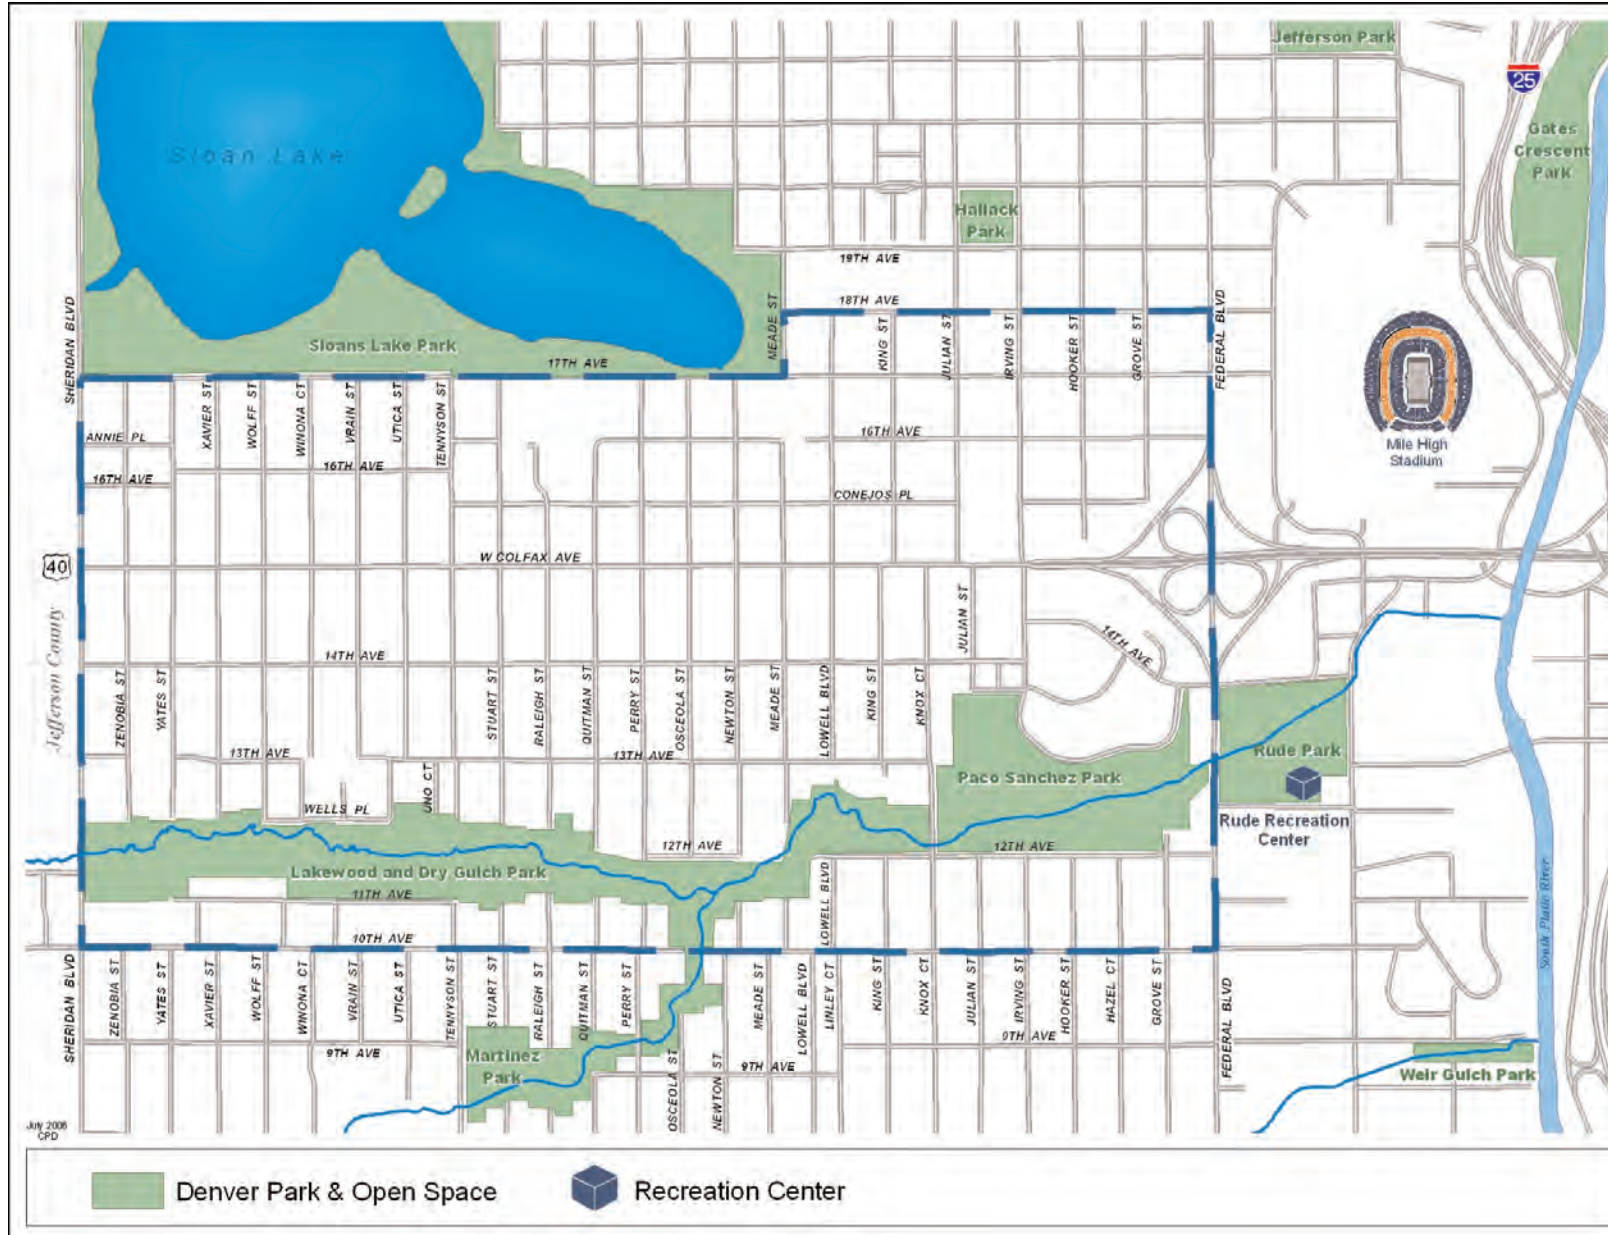 Jefferson Park
25
Gates
Crescent
Park
Sloan Lake
Hallack
Park
19TH AVE
18TH AVE
SHERIDAN BLVD
MEADE ST
KING ST
JULIAN ST
IRVING ST
HOOKER ST
GROVE ST
FEDERAL BLVD
Sloans Lake Park
17TH AVE
XAVIER ST
WOLFF ST
WINONA CT
VRAIN ST
UTICA ST
TENNYSON ST
ANNIE PL
16TH AVE
16TH AVE
16TH AVE
Mile High
Stadium
CONEJOS PL
40
W COLFAX AVE
Jefferson County
JULIAN ST
14TH AVE
14TH AVE
ZENOBIA ST
YATES ST
STUART ST
RALEIGH ST
QUITMAN ST
PERRY ST
OSCEOLA ST
NEWTON ST
MEADE ST
LOWELL BLVD
KING ST
KNOX CT
13TH AVE
13TH AVE
UNO CT
WELLS PL
Paco Sanchez Park
Rude Park
Rude Recreation
Center
12TH AVE
12TH AVE
Lakewood and Dry Gulch Park
11TH AVE
LOWELL BLVD
10TH AVE
South Platte River
SHERIDAN BLVD
ZENOBIA ST
YATES ST
XAVIER ST
WOLFF ST
WINONA CT
VRAIN ST
UTICA ST
TENNYSON ST
STUART ST
RALEIGH ST
QUITMAN ST
PERRY ST
MEADE ST
LOWELL BLVD
LINLEY CT
KING ST
KNOX CT
JULIAN ST
IRVING ST
HOOKER ST
HAZEL CT
GROVE ST
FEDERAL BLVD
9TH AVE
9TH AVE
9TH AVE
Martinez
Park
OSCEOLA ST
NEWTON ST
Weir Gulch Park
July 2006
CPD
Denver Park & Open Space
Recreation Center